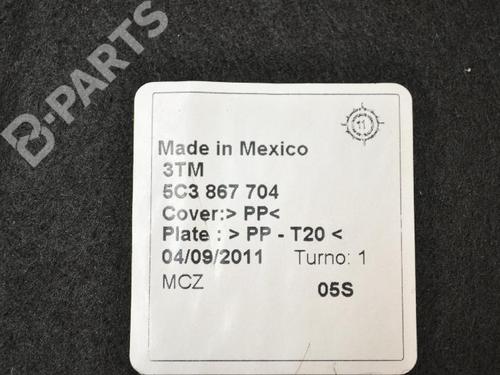 B-PARTS
11
Made in Mexico
3TM
5C3 867 704
Cover:> PP<
Plate : > PP - T20 <
04/09/2011 Turno: 1
MCZ 05S